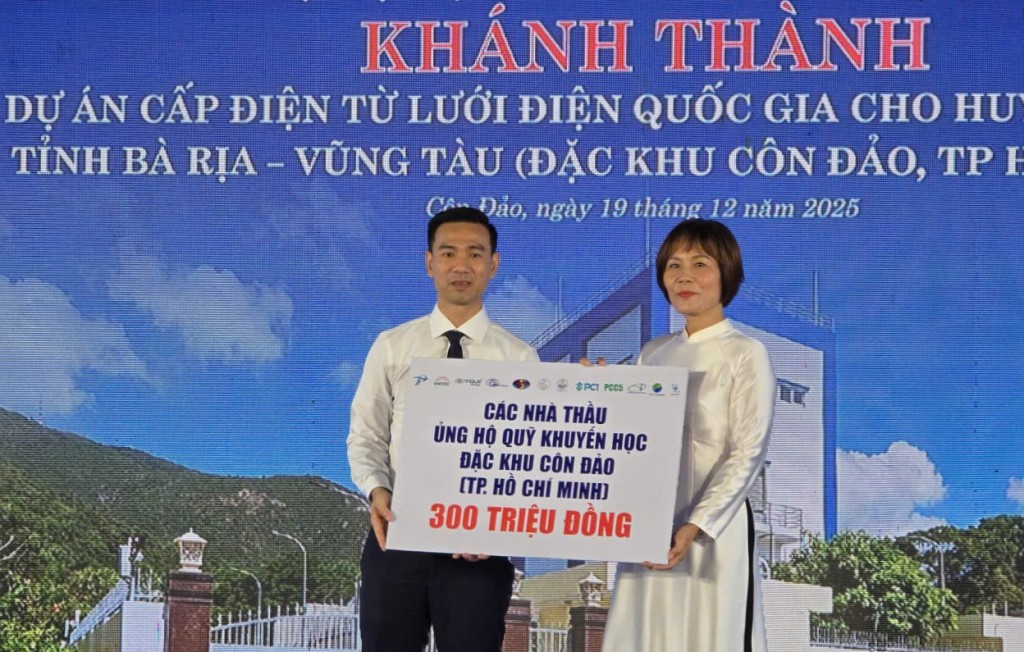 KHÁNH THÀNH
DỰ ÁN CẤP ĐIỆN TỪ LƯỚI ĐIỆN QUỐC GIA CHO
TỈNH BÀ RỊA – VŨNG TÀU (ĐẶC KHU CÔN ĐẢO, TP
Côn Đảo, ngày 19 tháng 12 năm 2025
PC1 PCC5
CÁC NHÀ THẦU
ỦNG HỘ QUỸ KHUYẾN HỌC
ĐẶC KHU CÔN ĐẢO
(TP. HỒ CHÍ MINH)
300 TRIỆU ĐỒNG